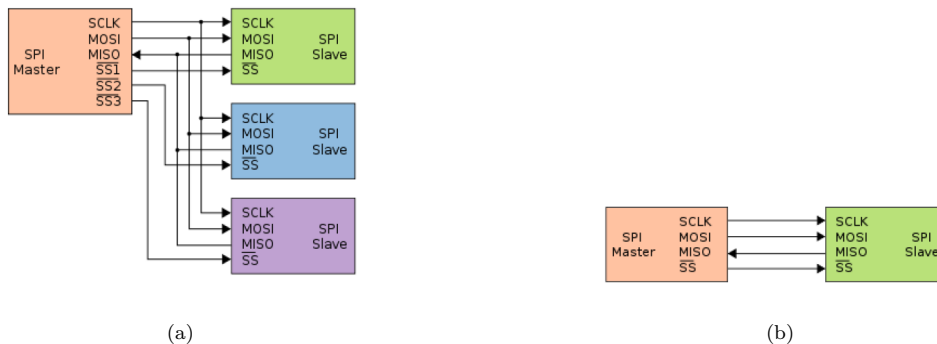 SPI
Master
SCLK
MOSI
MISO
SS1
SS2
SS3
SCLK
MOSI
MISO
SS
SPI
Slave
SCLK
MOSI
MISO
SS
SPI
Slave
SCLK
MOSI
MISO
SS
SPI
Slave
(a)
SPI
Master
SCLK
MOSI
MISO
SS
SCLK
MOSI
MISO
SS
SPI
Slave
(b)